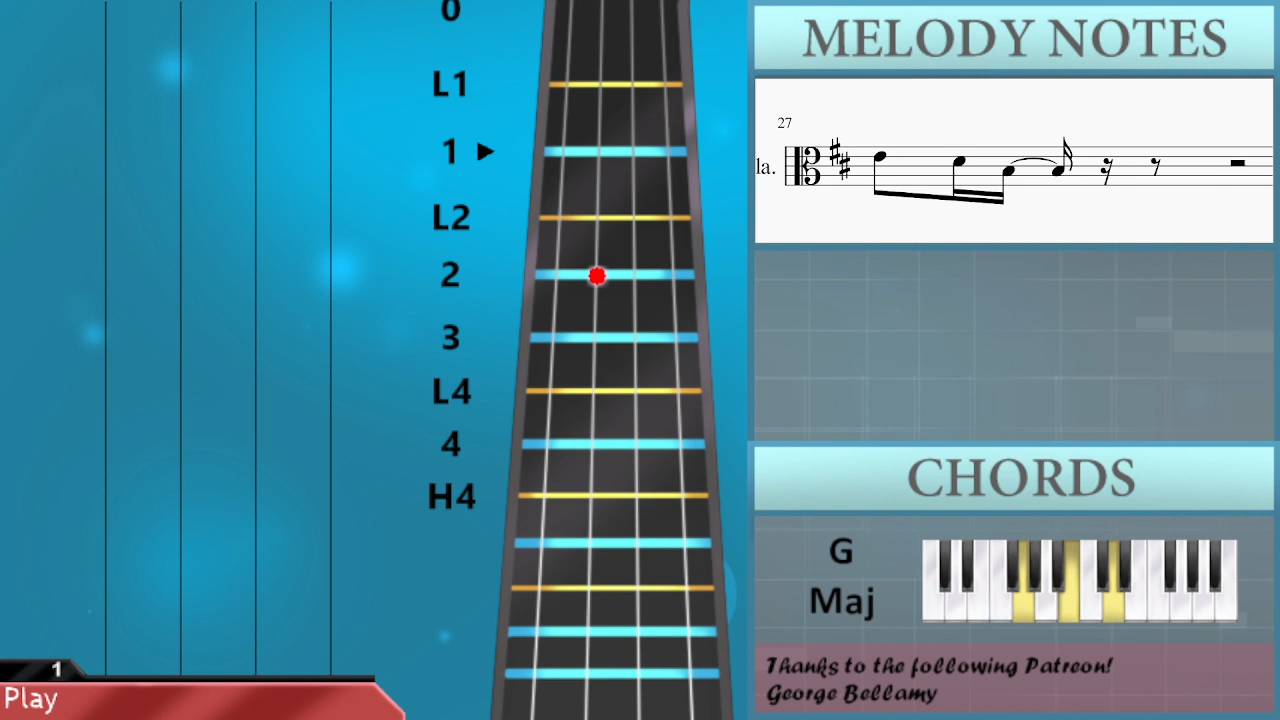 0
L1
1
L2
2
3
L4
4
H4
1
Play
MELODY NOTES
27
la.
CHORDS
G
Maj
Thanks to the following Patreon!
George Bellamy